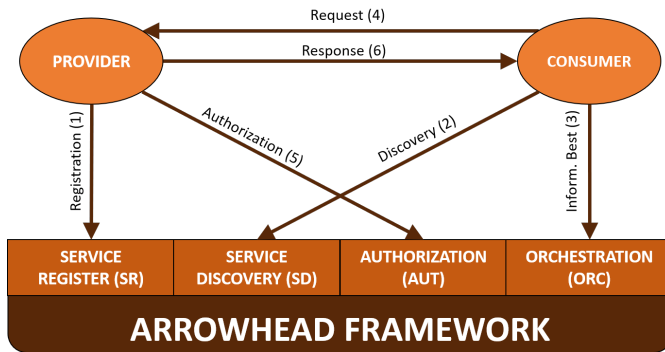 Request (4)
PROVIDER
Response (6)
CONSUMER
Registration (1)
Authorization (5)
Discovery (2)
Inform. Best (3)
SERVICE
REGISTER (SR)
SERVICE
DISCOVERY (SD)
AUTHORIZATION
(AUT)
ORCHESTRATION
(ORC)
ARROWHEAD FRAMEWORK